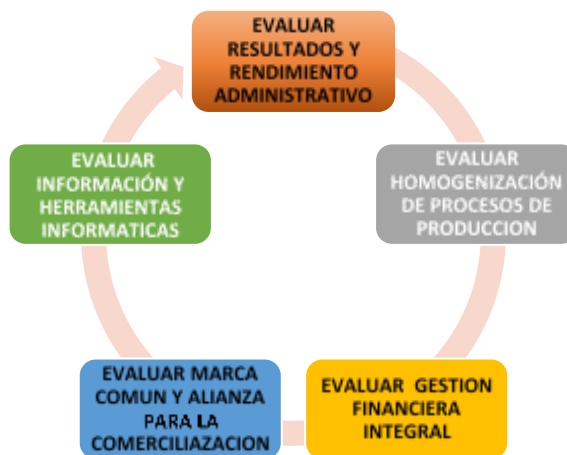 EVALUAR
RESULTADOS Y
RENDIMIENTO
ADMINISTRATIVO
EVALUAR
HOMOGENIZACIÓN
DE PROCESOS DE
PRODUCCION
EVALUAR GESTION
FINANCIERA
INTEGRAL
EVALUAR MARCA
COMUN Y ALIANZA
PARA LA
COMERCILIAZACION
EVALUAR
INFORMACIÓN Y
HERRAMIENTAS
INFORMATICAS